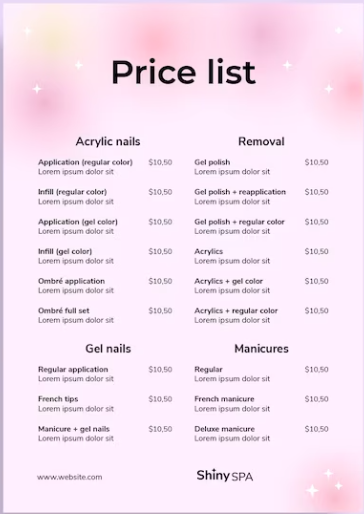 Price list
Acrylic nails
Application (regular color) $10,50
Lorem ipsum dolor sit
Infill (regular color) $10,50
Lorem ipsum dolor sit
Application (gel color) $10,50
Lorem ipsum dolor sit
Infill (gel color) $10,50
Lorem ipsum dolor sit
Ombré application $10,50
Lorem ipsum dolor sit
Ombré full set $10,50
Lorem ipsum dolor sit
Removal
Gel polish $10,50
Lorem ipsum dolor sit
Gel polish + reapplication $10,50
Lorem ipsum dolor sit
Gel polish + regular color $10,50
Lorem ipsum dolor sit
Acrylics $10,50
Lorem ipsum dolor sit
Acrylics + gel color $10,50
Lorem ipsum dolor sit
Acrylics + regular color $10,50
Lorem ipsum dolor sit
Gel nails
Regular application $10,50
Lorem ipsum dolor sit
French tips $10,50
Lorem ipsum dolor sit
Manicure + gel nails $10,50
Lorem ipsum dolor sit
Manicures
Regular $10,50
Lorem ipsum dolor sit
French manicure $10,50
Lorem ipsum dolor sit
Deluxe manicure $10,50
Lorem ipsum dolor sit
www.website.com
Shiny SPA